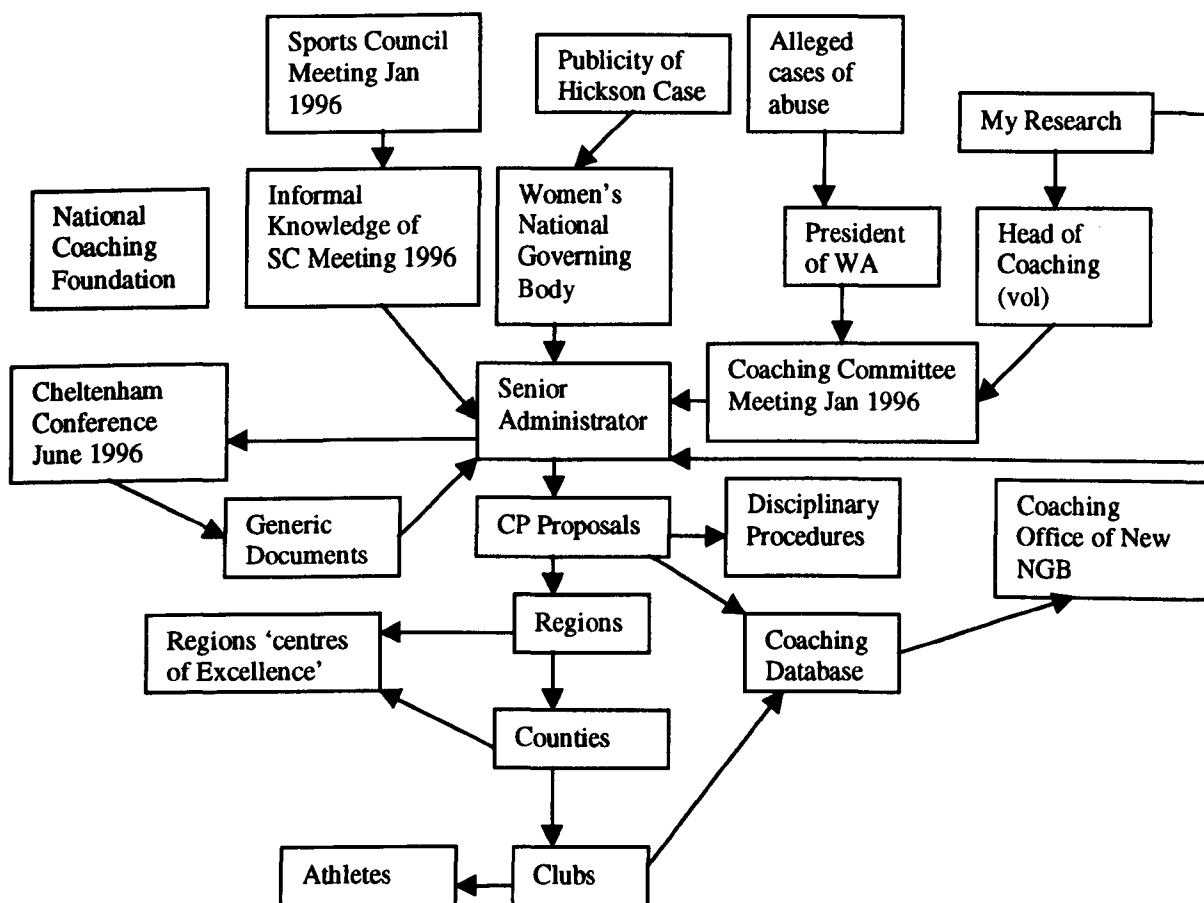 Sports Council
Meeting Jan
1996
Publicity of
Hickson Case
Alleged
cases of
abuse
My Research
National
Coaching
Foundation
Informal
Knowledge of
SC Meeting 1996
Women's
National
Governing
Body
President
of WA
Head of
Coaching
(vol)
Cheltenham
Conference
June 1996
Senior
Administrator
Coaching Committee
Meeting Jan 1996
Generic
Documents
CP Proposals
Disciplinary
Procedures
Coaching
Office of New
NGB
Regions 'centres
of Excellence'
Regions
Coaching
Database
Counties
Athletes
Clubs